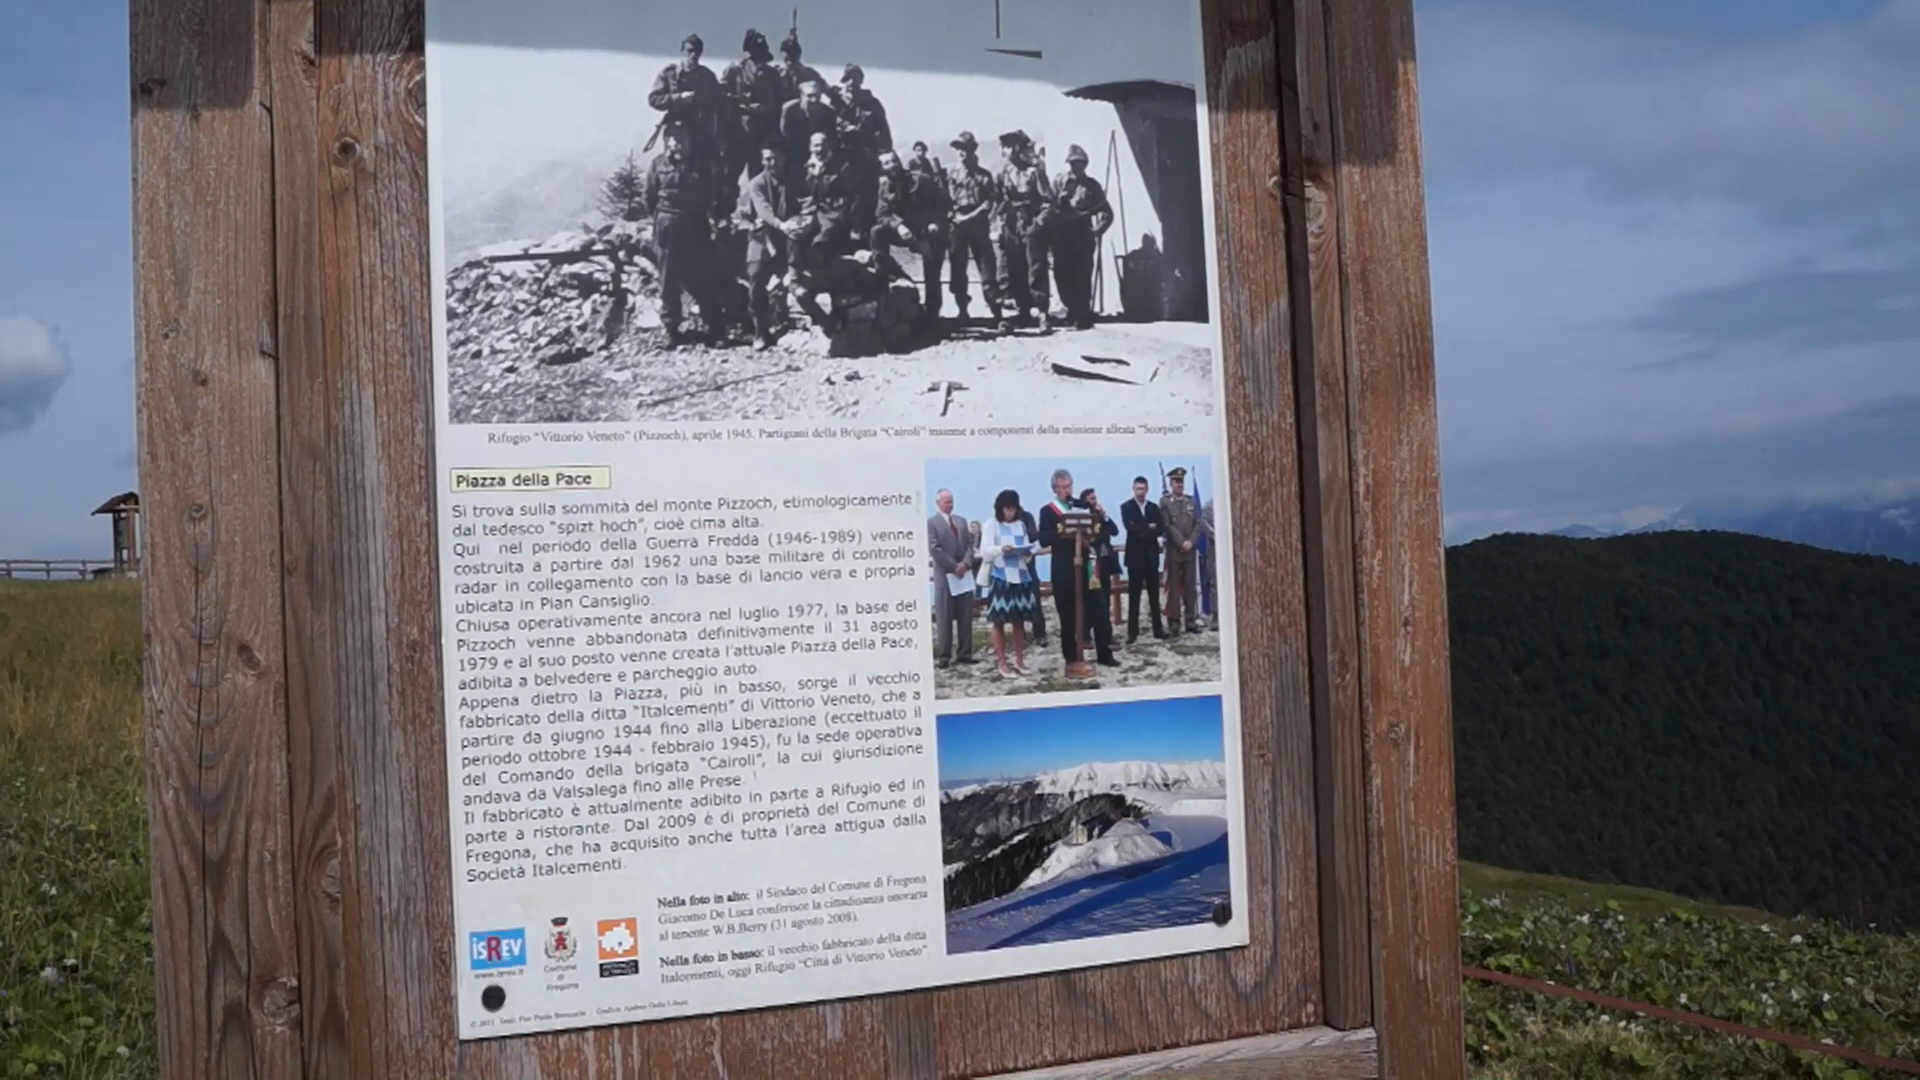 Rifugio "Vittorio Veneto" (Pizzoch), aprile 1945. Partigiani della Brigata "Cairoli" insieme a componenti della missione alleata "Scorpion"
Piazza della Pace
Si trova sulla sommità del monte Pizzoch, etimologicamente
dal tedesco "spizt hoch", cioè cima alta.
Qui nel periodo della Guerra Fredda (1946-1989) venne
costruita a partire dal 1962 una base militare di controllo
radar in collegamento con la base di lancio vera e propria
ubicata in Pian Cansiglio.
Chiusa operativamente ancora nel luglio 1977, la base del
Pizzoch venne abbandonata definitivamente il 31 agosto
1979 e al suo posto venne creata l'attuale Piazza della Pace,
adibita a belvedere e parcheggio auto.
Appena dietro la Piazza, più in basso, sorge il vecchio
fabbricato della ditta "Italcementi" di Vittorio Veneto, che a
partire da giugno 1944 fino alla Liberazione (eccettuato il
periodo ottobre 1944 - febbraio 1945), fu la sede operativa
del Comando della brigata "Cairoli", la cui giurisdizione
andava da Valsalega fino alle Prese.
Il fabbricato è attualmente adibito in parte a Rifugio ed in
parte a ristorante. Dal 2009 è di proprietà del Comune di
Fregona, che ha acquisito anche tutta l'area attigua dalla
Società Italcementi.
Nella foto in alto: il Sindaco del Comune di Fregona
Giacomo De Luca conferisce la cittadinanza onoraria
al tenente W.B.Berry (31 agosto 2008).
Nella foto in basso: il vecchio fabbricato della ditta
Italcementi, oggi Rifugio "Città di Vittorio Veneto"
isREV
www.isrev.it
Comune
di
Fregona
© 2011 Testi: Pier Paolo Brescacin Grafica: Andrea Dalla Libera